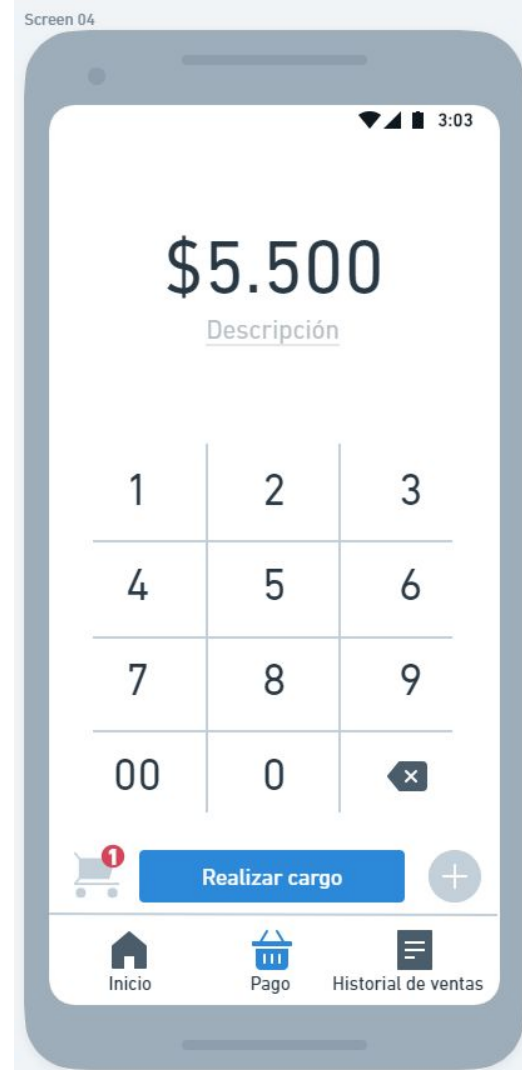 Screen 04
3:03
$5.500
Descripción
1 2 3
4 5 6
7 8 9
00 0
1 Realizar cargo
Inicio Pago Historial de ventas